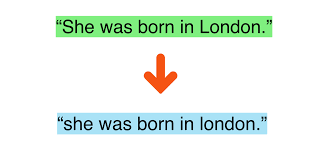 “She was born in London.”
“she was born in london.”